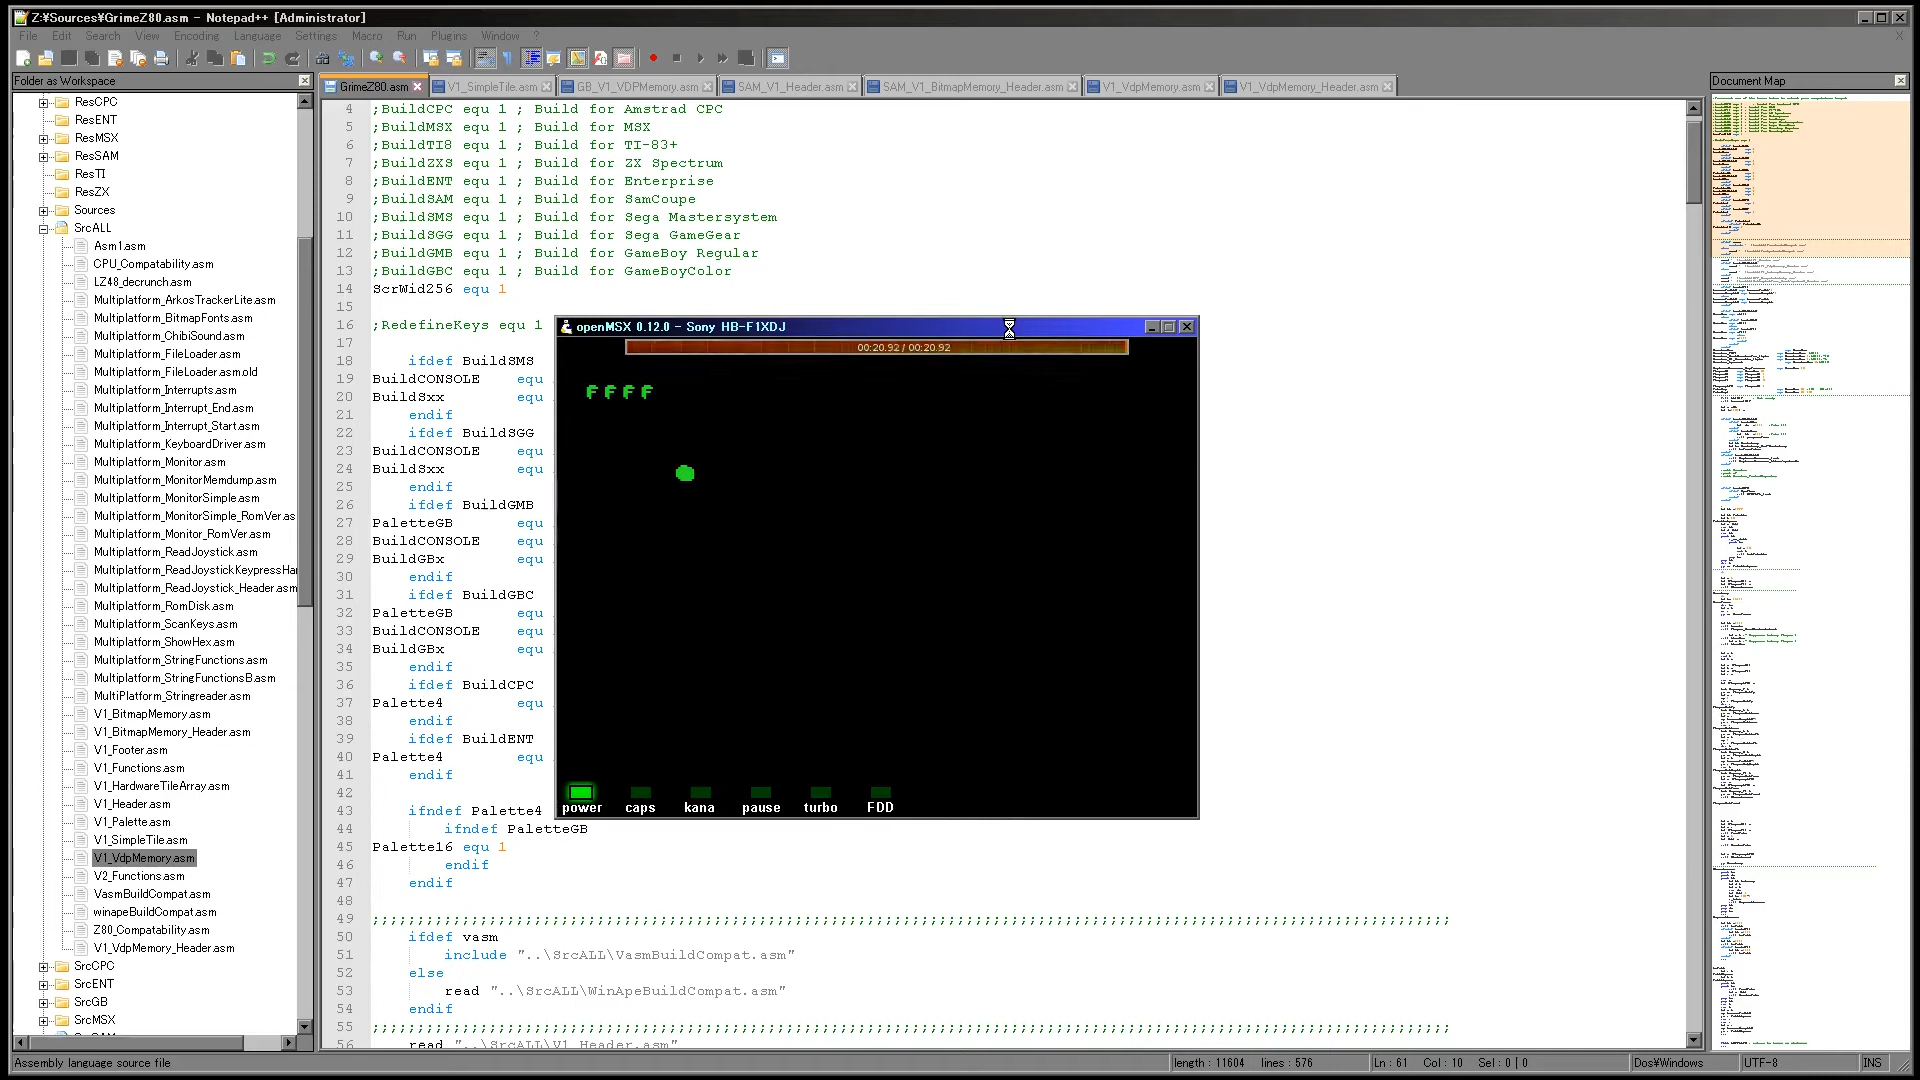 Z:¥Sources¥GrimeZ80.asm - Notepad++ [Administrator]
File Edit Search View Encoding Language Settings Macro Run Plugins Window ?
Folder as Workspace
GrimeZ80.asm V1_SimpleTile.asm GB_V1_VDPMemory.asm SAM_V1_Header.asm SAM_V1_BitmapMemory_Header.asm V1_VdpMemory.asm V1_VdpMemory_Header.asm
Document Map
ResCPC
ResENT
ResMSX
ResSAM
ResTI
ResZX
Sources
SrcALL
Asm1.asm
CPU_Compatability.asm
LZ48_decrunch.asm
Multiplatform_ArkosTrackerLite.asm
Multiplatform_BitmapFonts.asm
Multiplatform_ChibiSound.asm
Multiplatform_FileLoader.asm
Multiplatform_FileLoader.asm.old
Multiplatform_Interrupts.asm
Multiplatform_Interrupt_End.asm
Multiplatform_Interrupt_Start.asm
Multiplatform_KeyboardDriver.asm
Multiplatform_Monitor.asm
Multiplatform_MonitorMemdump.asm
Multiplatform_MonitorSimple.asm
Multiplatform_MonitorSimple_RomVer.as
Multiplatform_Monitor_RomVer.asm
Multiplatform_ReadJoystick.asm
Multiplatform_ReadJoystickKeypressHar
Multiplatform_ReadJoystick_Header.asm
Multiplatform_RomDisk.asm
Multiplatform_ScanKeys.asm
Multiplatform_ShowHex.asm
Multiplatform_StringFunctions.asm
Multiplatform_StringFunctionsB.asm
MultiPlatform_Stringreader.asm
V1_BitmapMemory.asm
V1_BitmapMemory_Header.asm
V1_Footer.asm
V1_Functions.asm
V1_HardwareTileArray.asm
V1_Header.asm
V1_Palette.asm
V1_SimpleTile.asm
V1_VdpMemory.asm
V2_Functions.asm
VasmBuildCompat.asm
winapeBuildCompat.asm
Z80_Compatability.asm
V1_VdpMemory_Header.asm
SrcCPC
SrcENT
SrcGB
SrcMSX
4 ;BuildCPC equ 1 ; Build for Amstrad CPC
5 ;BuildMSX equ 1 ; Build for MSX
6 ;BuildTI8 equ 1 ; Build for TI-83+
7 ;BuildZXS equ 1 ; Build for ZX Spectrum
8 ;BuildENT equ 1 ; Build for Enterprise
9 ;BuildSAM equ 1 ; Build for SamCoupe
10 ;BuildSMS equ 1 ; Build for Sega Mastersystem
11 ;BuildSGG equ 1 ; Build for Sega GameGear
12 ;BuildGMB equ 1 ; Build for GameBoy Regular
13 ;BuildGBC equ 1 ; Build for GameBoyColor
14 ScrWid256 equ 1
15
16 ;RedefineKeys equ 1
17
18 ifdef BuildSMS
19 BuildCONSOLE equ
20 BuildSxx equ
21 endif
22 ifdef BuildSGG
23 BuildCONSOLE equ
24 BuildSxx equ
25 endif
26 ifdef BuildGMB
27 PaletteGB equ
28 BuildCONSOLE equ
29 BuildGBx equ
30 endif
31 ifdef BuildGBC
32 PaletteGB equ
33 BuildCONSOLE equ
34 BuildGBx equ
35 endif
36 ifdef BuildCPC
37 Palette4 equ
38 endif
39 ifdef BuildENT
40 Palette4 equ
41 endif
42
43 ifndef Palette4
44 ifndef PaletteGB
45 Palette16 equ 1
46 endif
47 endif
48
49 ;;;;;;;;;;;;;;;;;;;;;;;;;;;;;;;;;;;;;;;;;;;;;;;;;;;;;;;;;;;;;;;;;;;;;;;;;;;;;;;;;;;;;;;;;;;;;;;;;;;;;;;;;;;;;;;;;;;;;;;;
50 ifdef vasm
51 include "..\SrcALL\VasmBuildCompat.asm"
52 else
53 read "..\SrcALL\WinApeBuildCompat.asm"
54 endif
55 ;;;;;;;;;;;;;;;;;;;;;;;;;;;;;;;;;;;;;;;;;;;;;;;;;;;;;;;;;;;;;;;;;;;;;;;;;;;;;;;;;;;;;;;;;;;;;;;;;;;;;;;;;;;;;;;;;;;;;;;;
56 read "..\SrcALL\V1_Header.asm"
openMSX 0.12.0 - Sony HB-F1XDJ
00:20.92 / 00:20.92
F F F F
power caps kana pause turbo FDD
Assembly language source file
length : 11604 lines : 576
Ln : 61 Col : 10 Sel : 0 | 0
Dos¥Windows
UTF-8
INS